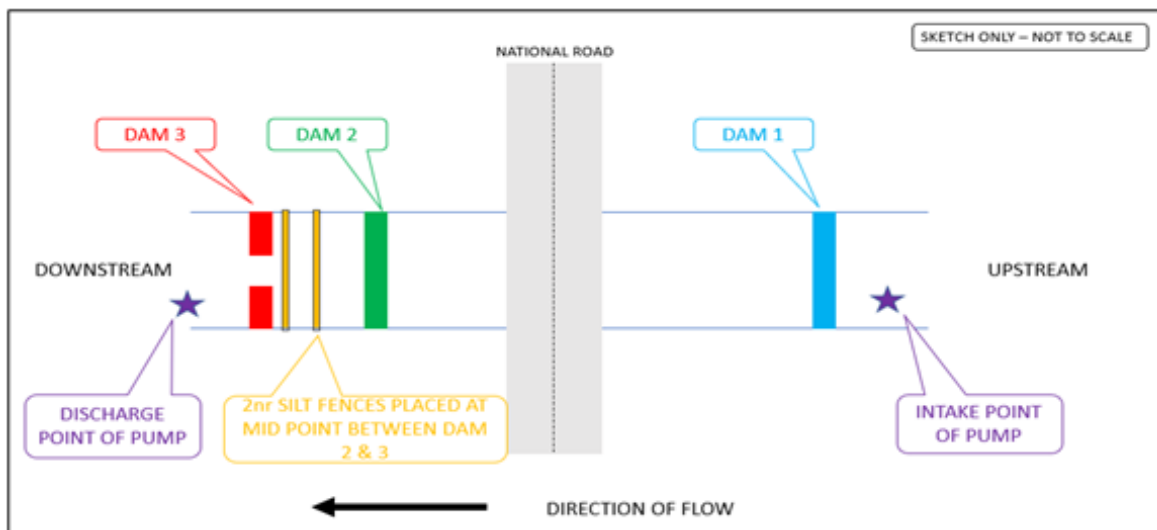 SKETCH ONLY – NOT TO SCALE
NATIONAL ROAD
DAM 3
DAM 2
DAM 1
DOWNSTREAM
UPSTREAM
DISCHARGE
POINT OF PUMP
2nr SILT FENCES PLACED AT
MID POINT BETWEEN DAM
2 & 3
INTAKE POINT
OF PUMP
DIRECTION OF FLOW